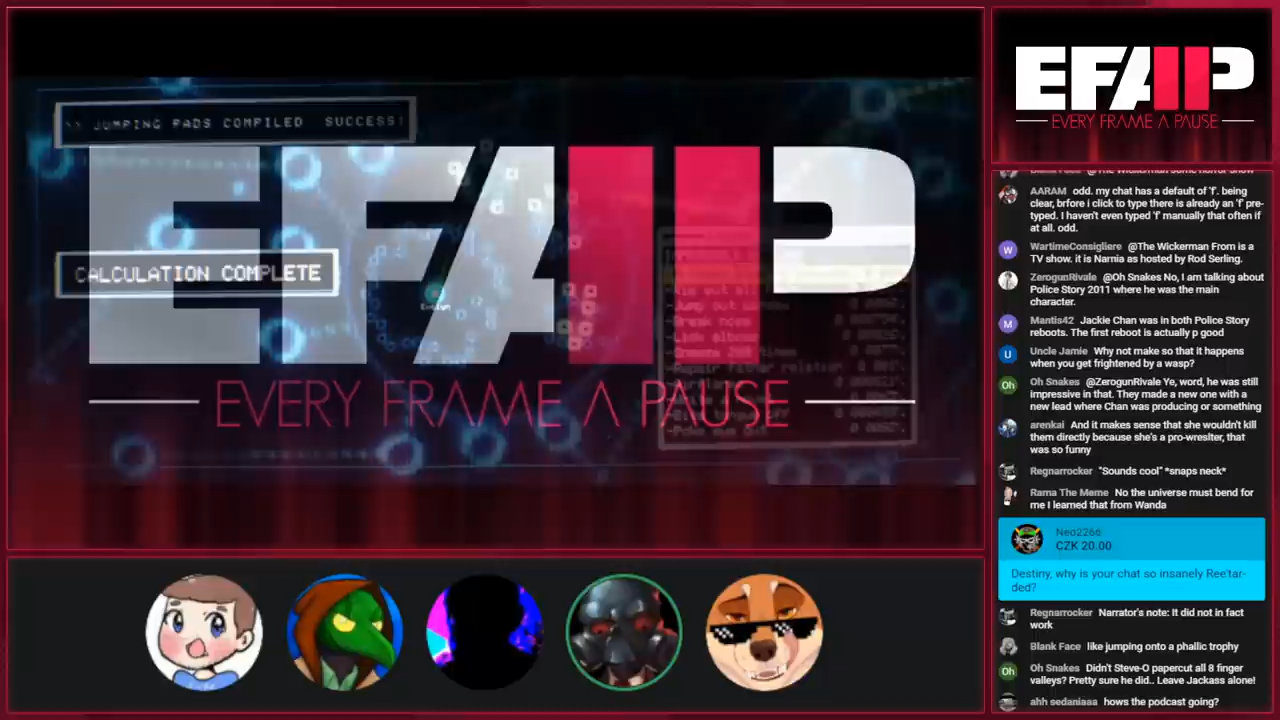 >> JUMPING PADS COMPILED SUCCESS!
CALCULATION COMPLETE
EFAP
EVERY FRAME A PAUSE
Evelyn
EFAP
EVERY FRAME A PAUSE
AARAM odd. my chat has a default of 'f'. being
clear, brfore i click to type there is already an 'f' pre-
typed. I haven't even typed 'f' manually that often if
at all. odd.
WartimeConsigliere @The Wickerman From is a
TV show. it is Narnia as hosted by Rod Serling.
ZerogunRivale @Oh Snakes No, I am talking about
Police Story 2011 where he was the main
character.
Mantis42 Jackie Chan was in both Police Story
reboots. The first reboot is actually p good
Uncle Jamie Why not make so that it happens
when you get frightened by a wasp?
Oh Snakes @ZerogunRivale Ye, word, he was still
impressive in that. They made a new one with a
new lead where Chan was producing or something
arenkai And it makes sense that she wouldn't kill
them directly because she's a pro-wreslter, that
was so funny
Regnarrocker "Sounds cool" *snaps neck*
Rama The Meme No the universe must bend for
me I learned that from Wanda
Neo2266
CZK 20.00
Destiny, why is your chat so insanely Ree'tar-
ded?
Regnarrocker Narrator's note: It did not in fact
work
Blank Face like jumping onto a phallic trophy
Oh Snakes Didn't Steve-O papercut all 8 finger
valleys? Pretty sure he did.. Leave Jackass alone!
ahh sedaniaaa hows the podcast going?